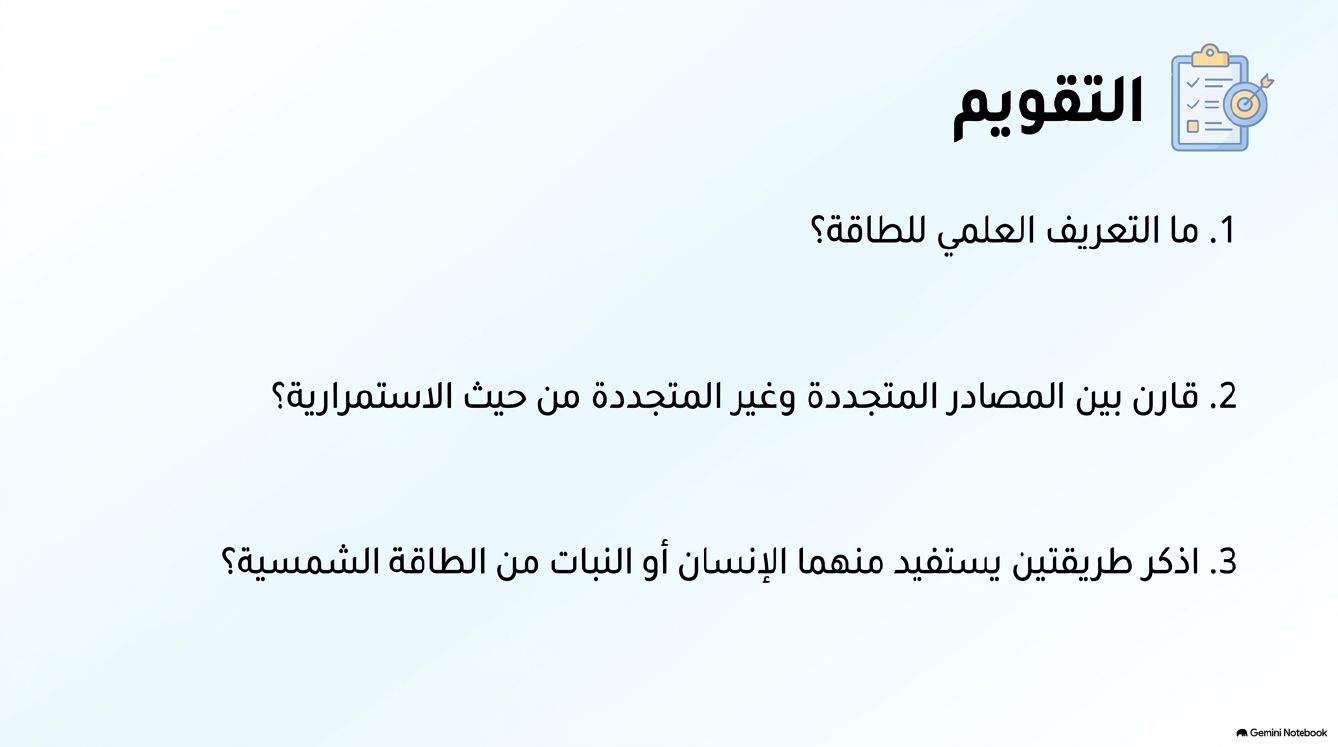 التقويم
1. ما التعريف العلمي للطاقة؟
2. قارن بين المصادر المتجددة وغير المتجددة من حيث الاستمرارية؟
3. اذكر طريقتين يستفيد منهما الإنسان أو النبات من الطاقة الشمسية؟
Gemini Notebook